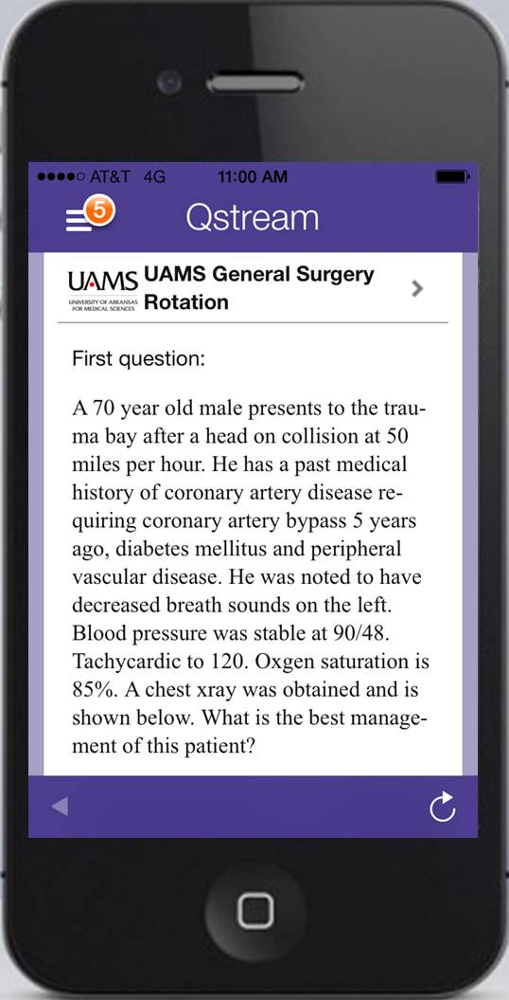 AT&T 4G 11:00 AM
5
Qstream
UAMS
UNIVERSITY OF ARKANSAS
FOR MEDICAL SCIENCES
UAMS General Surgery
Rotation
First question:
A 70 year old male presents to the trau-
ma bay after a head on collision at 50
miles per hour. He has a past medical
history of coronary artery disease re-
quiring coronary artery bypass 5 years
ago, diabetes mellitus and peripheral
vascular disease. He was noted to have
decreased breath sounds on the left.
Blood pressure was stable at 90/48.
Tachycardic to 120. Oxgen saturation is
85%. A chest xray was obtained and is
shown below. What is the best manage-
ment of this patient?